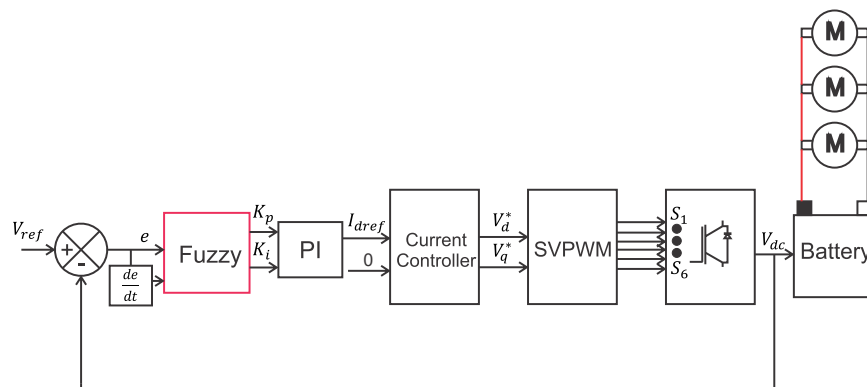 M
M
M
V_ref
+
-
e
de/dt
Fuzzy
K_p
K_i
PI
I_dref
0
Current
Controller
V_d^*
V_q^*
SVPWM
S_1
S_6
V_dc
Battery